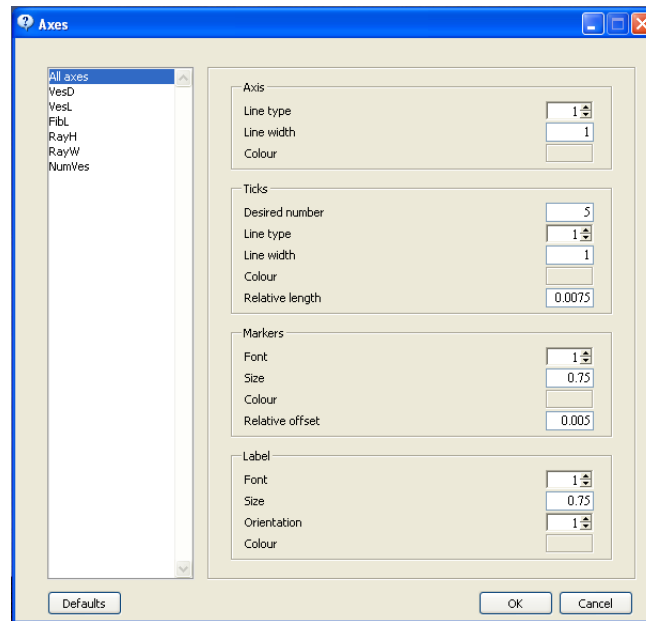 Axes
All axes
VesD
VesL
FibL
RayH
RayW
NumVes
Axis
Line type 1
Line width 1
Colour
Ticks
Desired number 5
Line type 1
Line width 1
Colour
Relative length 0.0075
Markers
Font 1
Size 0.75
Colour
Relative offset 0.005
Label
Font 1
Size 0.75
Orientation 1
Colour
Defaults OK Cancel